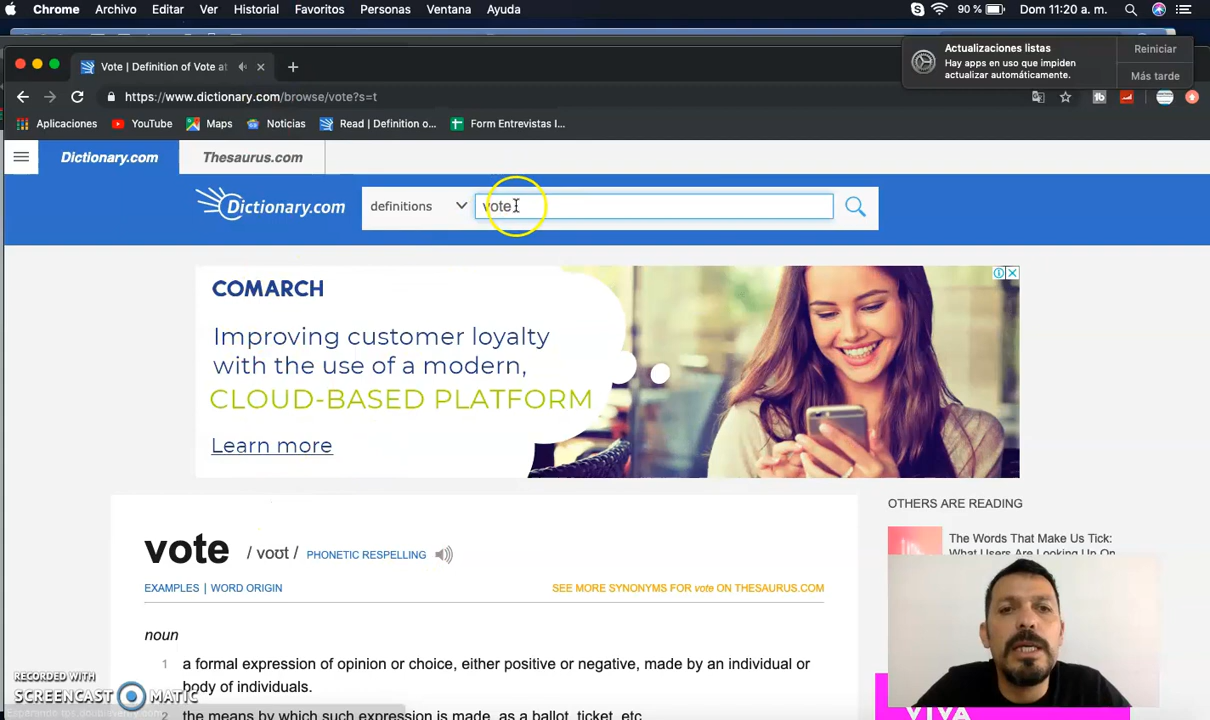 Chrome Archivo Editar Ver Historial Favoritos Personas Ventana Ayuda 90 % Dom 11:20 a. m.
Actualizaciones listas
Hay apps en uso que impiden
actualizar automáticamente.
Reiniciar
Más tarde
Vote | Definition of Vote at
https://www.dictionary.com/browse/vote?s=t
Aplicaciones YouTube Maps Noticias Read | Definition o... Form Entrevistas I...
Dictionary.com Thesaurus.com
Dictionary.com definitions vote
COMARCH
Improving customer loyalty
with the use of a modern,
CLOUD-BASED PLATFORM
Learn more
vote / voʊt / PHONETIC RESPELLING
EXAMPLES | WORD ORIGIN
SEE MORE SYNONYMS FOR vote ON THESAURUS.COM
noun
1 a formal expression of opinion or choice, either positive or negative, made by an individual or
body of individuals.
2 the means by which such expression is made, as a ballot, ticket, etc.
OTHERS ARE READING
The Words That Make Us Tick:
What Users Are Looking Up On
VIVA
RECORDED WITH
SCREENCAST MATIC